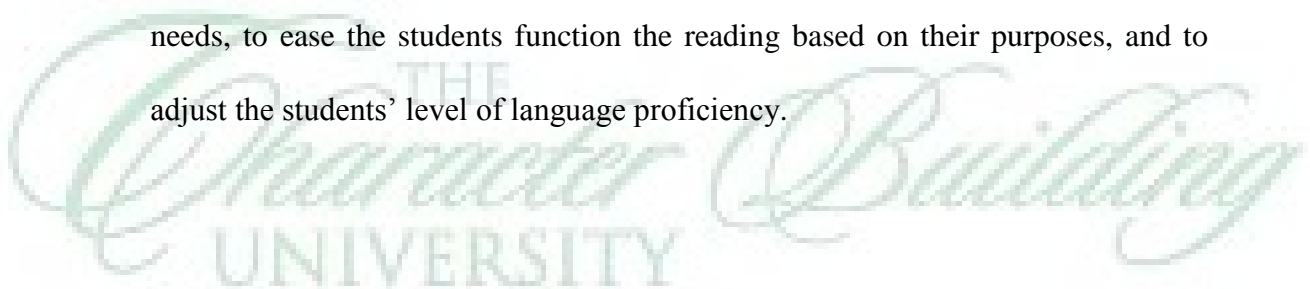 needs, to ease the students function the reading based on their purposes, and to
THE
adjust the students’ level of language proficiency.
Character Building
UNIVERSITY